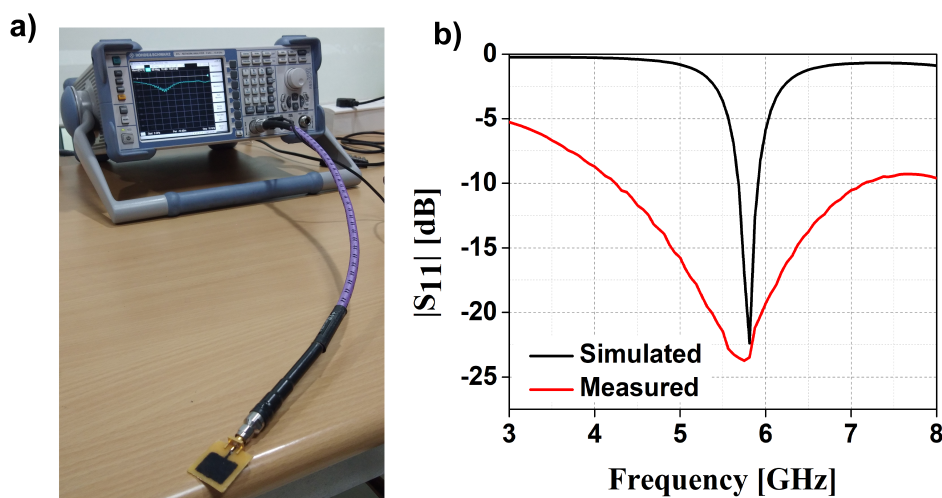 a)
b)
0
-5
-10
-15
-20
-25
|S11| [dB]
Simulated
Measured
3 4 5 6 7 8
Frequency [GHz]